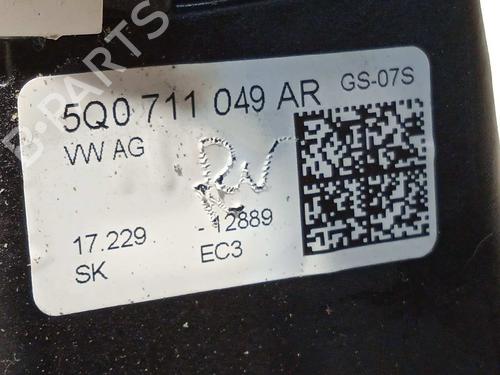 B-PARTS
5Q0 711 049 AR GS-07S
VW AG
17.229 - 12889
SK EC3